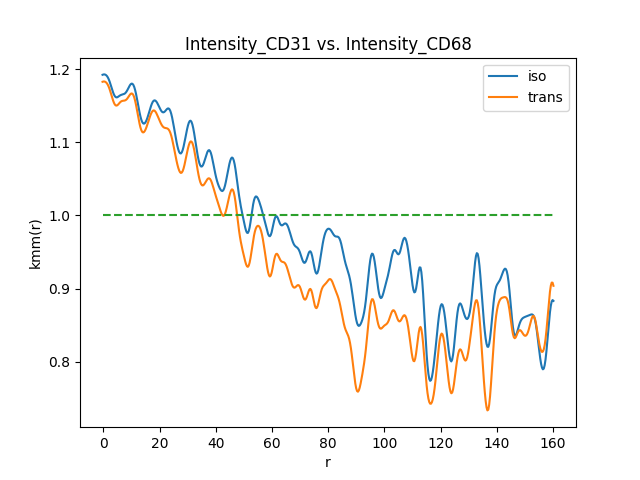 Intensity_CD31 vs. Intensity_CD68
iso
trans
1.2
1.1
1.0
0.9
0.8
kmm(r)
0 20 40 60 80 100 120 140 160
r